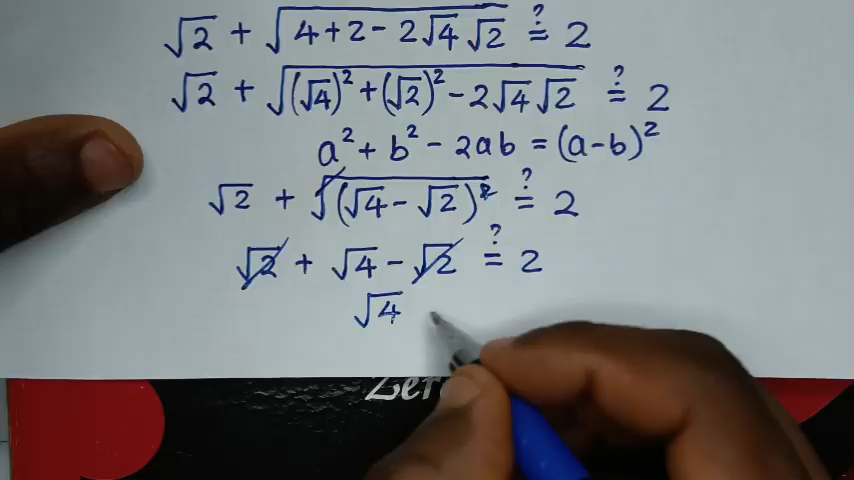 √2 + √(4+2-2√4√2) ?= 2
√2 + √((√4)²+(√2)²-2√4√2) ?= 2
a²+b²-2ab=(a-b)²
√2 + √(√4-√2)² ?= 2
√2 + √4-√2 ?= 2
√4